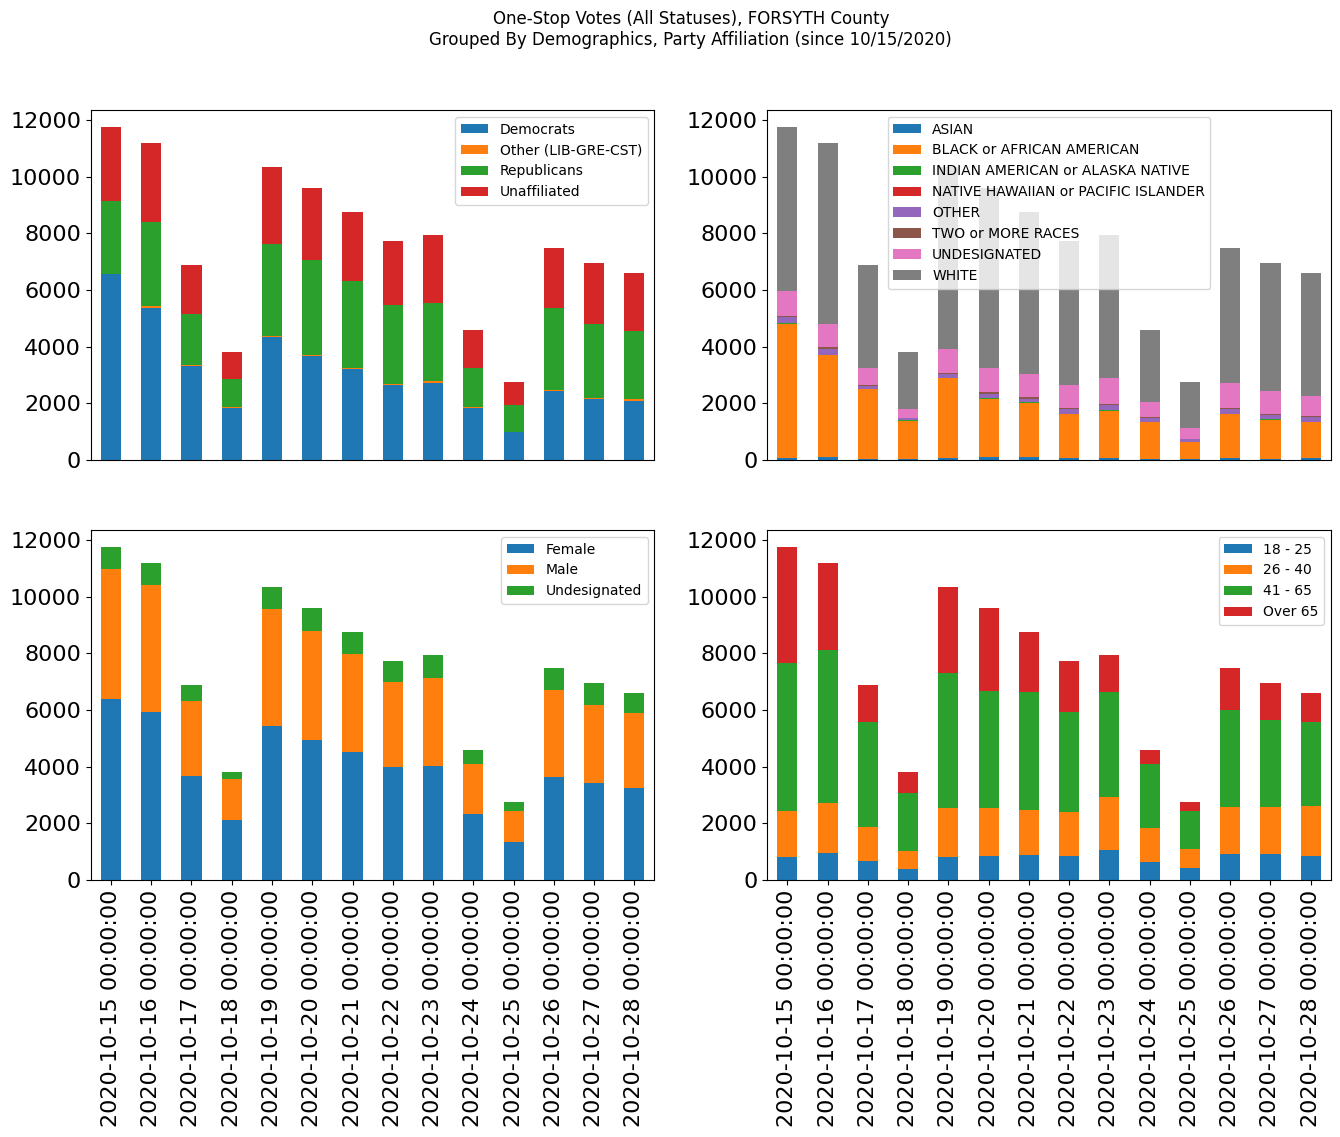 One-Stop Votes (All Statuses), FORSYTH County
Grouped By Demographics, Party Affiliation (since 10/15/2020)
12000
10000
8000
6000
4000
2000
0
Democrats
Other (LIB-GRE-CST)
Republicans
Unaffiliated
12000
10000
8000
6000
4000
2000
0
ASIAN
BLACK or AFRICAN AMERICAN
INDIAN AMERICAN or ALASKA NATIVE
NATIVE HAWAIIAN or PACIFIC ISLANDER
OTHER
TWO or MORE RACES
UNDESIGNATED
WHITE
12000
10000
8000
6000
4000
2000
0
Female
Male
Undesignated
2020-10-15 00:00:00
2020-10-16 00:00:00
2020-10-17 00:00:00
2020-10-18 00:00:00
2020-10-19 00:00:00
2020-10-20 00:00:00
2020-10-21 00:00:00
2020-10-22 00:00:00
2020-10-23 00:00:00
2020-10-24 00:00:00
2020-10-25 00:00:00
2020-10-26 00:00:00
2020-10-27 00:00:00
2020-10-28 00:00:00
12000
10000
8000
6000
4000
2000
0
18 - 25
26 - 40
41 - 65
Over 65
2020-10-15 00:00:00
2020-10-16 00:00:00
2020-10-17 00:00:00
2020-10-18 00:00:00
2020-10-19 00:00:00
2020-10-20 00:00:00
2020-10-21 00:00:00
2020-10-22 00:00:00
2020-10-23 00:00:00
2020-10-24 00:00:00
2020-10-25 00:00:00
2020-10-26 00:00:00
2020-10-27 00:00:00
2020-10-28 00:00:00